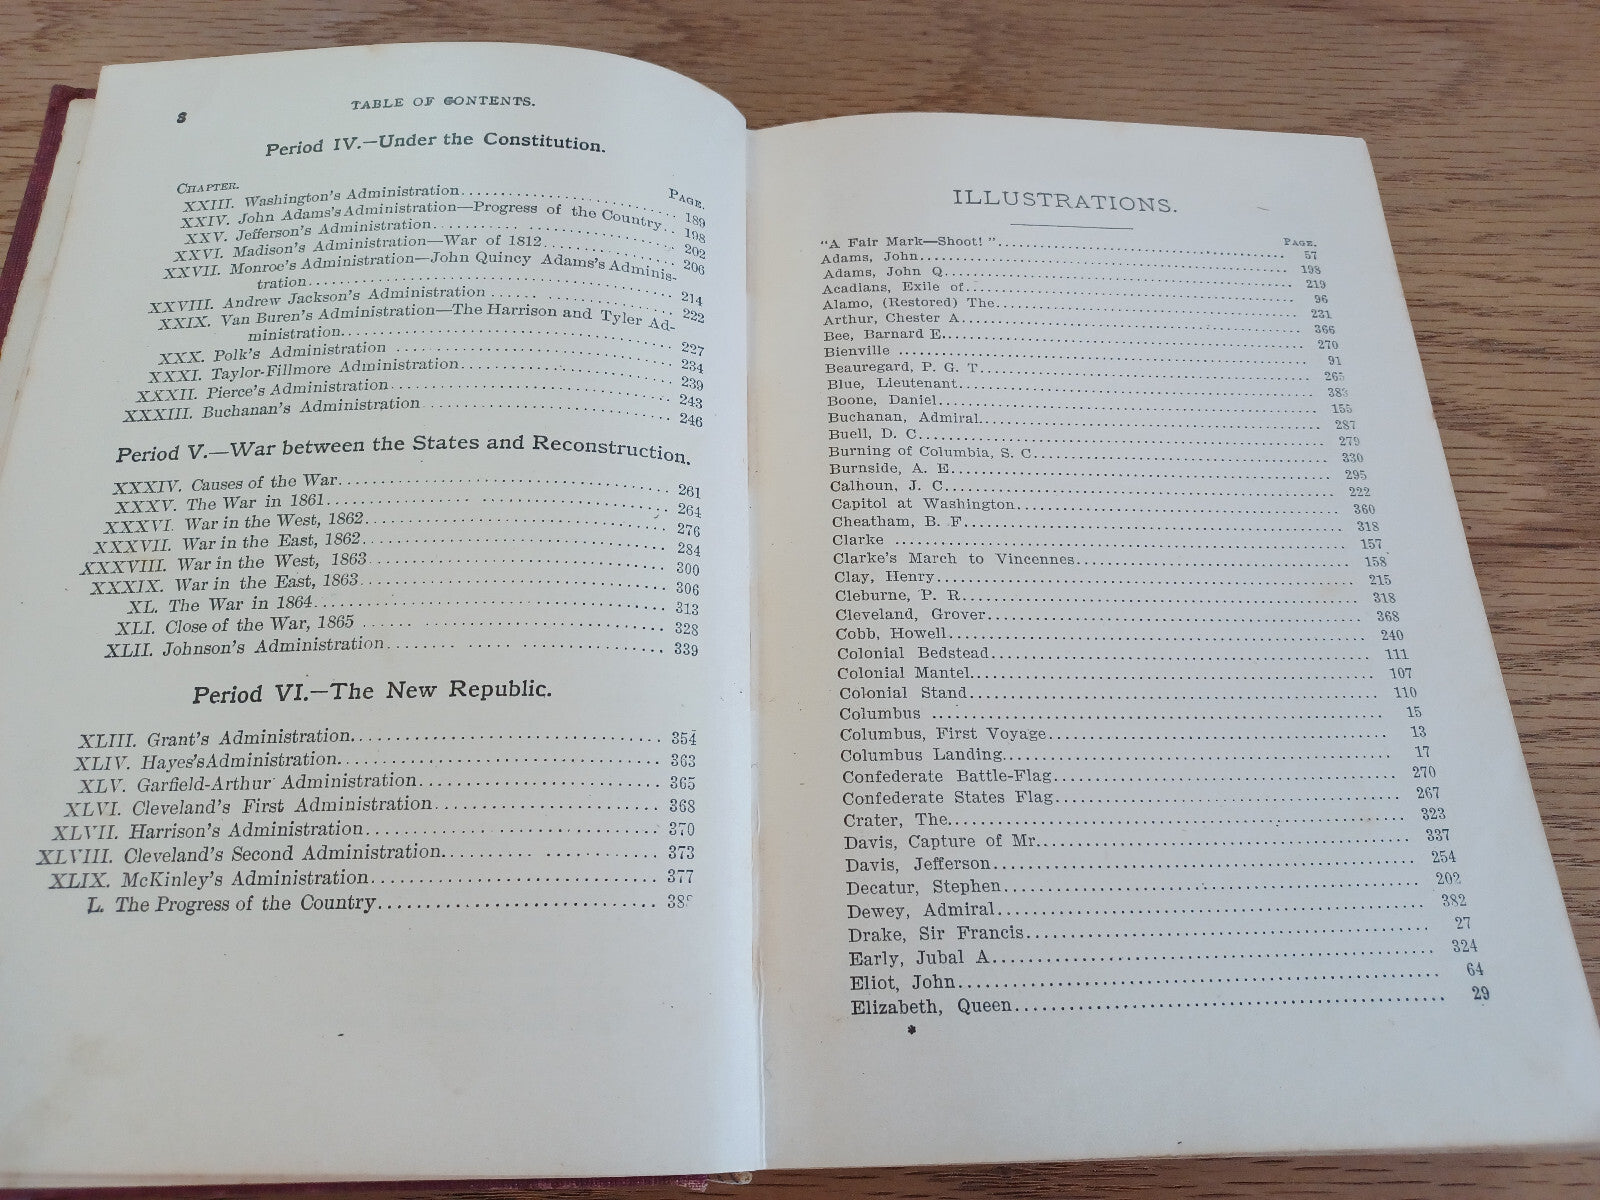 8
TABLE OF CONTENTS.
Period IV.—Under the Constitution.
CHAPTER. PAGE.
XXIII. Washington's Administration 189
XXIV. John Adams's Administration—Progress of the Country 198
XXV. Jefferson's Administration 202
XXVI. Madison's Administration—War of 1812 206
XXVII. Monroe's Administration—John Quincy Adams's Adminis-
tration 214
XXVIII. Andrew Jackson's Administration 222
XXIX. Van Buren's Administration—The Harrison and Tyler Ad-
ministration 227
XXX. Polk's Administration 234
XXXI. Taylor-Fillmore Administration 239
XXXII. Pierce's Administration 243
XXXIII. Buchanan's Administration 246
Period V.—War between the States and Reconstruction.
XXXIV. Causes of the War 261
XXXV. The War in 1861 264
XXXVI. War in the West, 1862 276
XXXVII. War in the East, 1862 284
XXXVIII. War in the West, 1863 300
XXXIX. War in the East, 1863 306
XL. The War in 1864 313
XLI. Close of the War, 1865 328
XLII. Johnson's Administration 339
Period VI.—The New Republic.
XLIII. Grant's Administration 354
XLIV. Hayes's Administration 363
XLV. Garfield-Arthur Administration 365
XLVI. Cleveland's First Administration 368
XLVII. Harrison's Administration 370
XLVIII. Cleveland's Second Administration 373
XLIX. McKinley's Administration 377
L. The Progress of the Country
ILLUSTRATIONS.
PAGE.
"A Fair Mark—Shoot!" 57
Adams, John 198
Adams, John Q 219
Acadians, Exile of 96
Alamo, (Restored) The 231
Arthur, Chester A 366
Bee, Barnard E 270
Bienville 91
Beauregard, P. G. T 265
Blue, Lieutenant 383
Boone, Daniel 155
Buchanan, Admiral 287
Buell, D. C 279
Burning of Columbia, S. C 330
Burnside, A. E 295
Calhoun, J. C 222
Capitol at Washington 360
Cheatham, B. F 318
Clarke 157
Clarke's March to Vincennes 158
Clay, Henry 215
Cleburne, P. R 318
Cleveland, Grover 368
Cobb, Howell 240
Colonial Bedstead 111
Colonial Mantel 107
Colonial Stand 110
Columbus 15
Columbus, First Voyage 13
Columbus Landing 17
Confederate Battle-Flag 270
Confederate States Flag 267
Crater, The 323
Davis, Capture of Mr. 337
Davis, Jefferson 254
Decatur, Stephen 202
Dewey, Admiral 382
Drake, Sir Francis 27
Early, Jubal A 324
Eliot, John 64
Elizabeth, Queen 29
*